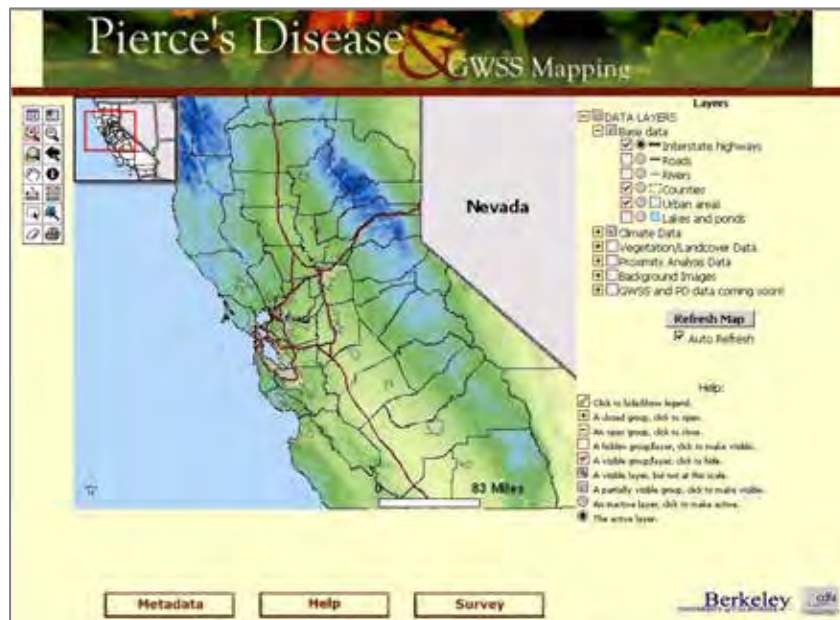 Pierce's Disease
& GWSS Mapping
Layers
DATA LAYERS
Base data
Interstate highways
Roads
Rivers
Counties
Urban areas
Lakes and ponds
Climate Data
Vegetation/Landcover Data
Proximity Analysis Data
Background Images
GWSS and PD data coming soon!
Refresh Map
Auto Refresh
Nevada
0 83 Miles
Help:
Click to hide/show legend.
A closed group, click to open.
An open group, click to close.
A hidden group/layer, click to make visible.
A visible group/layer, click to hide.
A visible layer, but not at this scale.
A partially visible group, click to make visible.
An inactive layer, click to make active.
The active layer.
Metadata
Help
Survey
Berkeley
cdfa